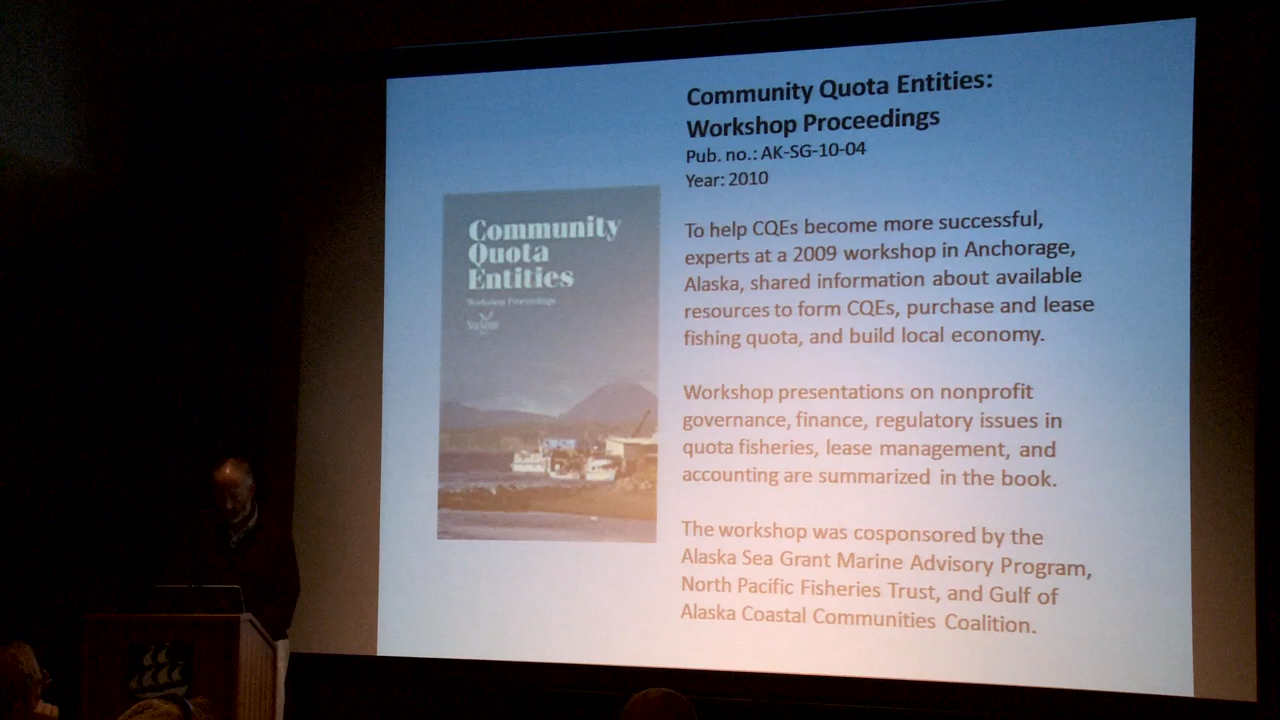 Community Quota Entities:
Workshop Proceedings
Pub. no.: AK-SG-10-04
Year: 2010
To help CQEs become more successful,
experts at a 2009 workshop in Anchorage,
Alaska, shared information about available
resources to form CQEs, purchase and lease
fishing quota, and build local economy.
Workshop presentations on nonprofit
governance, finance, regulatory issues in
quota fisheries, lease management, and
accounting are summarized in the book.
The workshop was cosponsored by the
Alaska Sea Grant Marine Advisory Program,
North Pacific Fisheries Trust, and Gulf of
Alaska Coastal Communities Coalition.
Community
Quota
Entities
Workshop Proceedings
Sea Grant